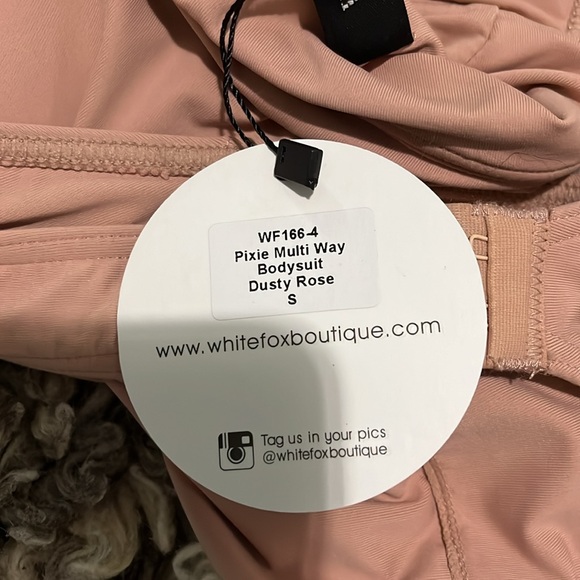 WF166-4
Pixie Multi Way
Bodysuit
Dusty Rose
S
www.whitefoxboutique.com
Tag us in your pics
@whitefoxboutique